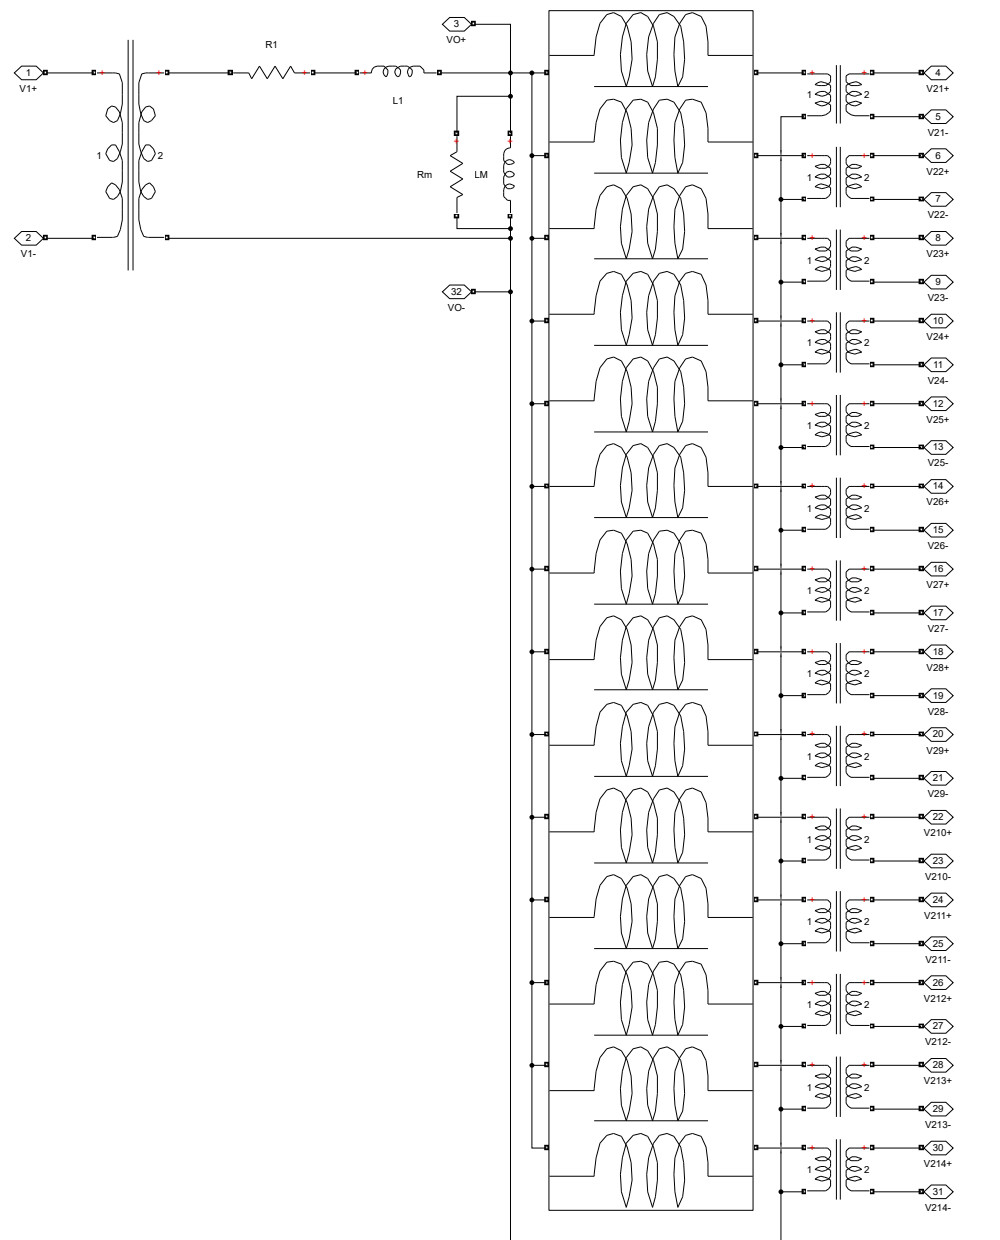 3
VO+
R1
1
V1+
L1
1
2
Rm
LM
2
V1-
32
VO-
1
2
4
V21+
5
V21-
1
2
6
V22+
7
V22-
1
2
8
V23+
9
V23-
1
2
10
V24+
11
V24-
1
2
12
V25+
13
V25-
1
2
14
V26+
15
V26-
1
2
16
V27+
17
V27-
1
2
18
V28+
19
V28-
1
2
20
V29+
21
V29-
1
2
22
V210+
23
V210-
1
2
24
V211+
25
V211-
1
2
26
V212+
27
V212-
1
2
28
V213+
29
V213-
1
2
30
V214+
31
V214-